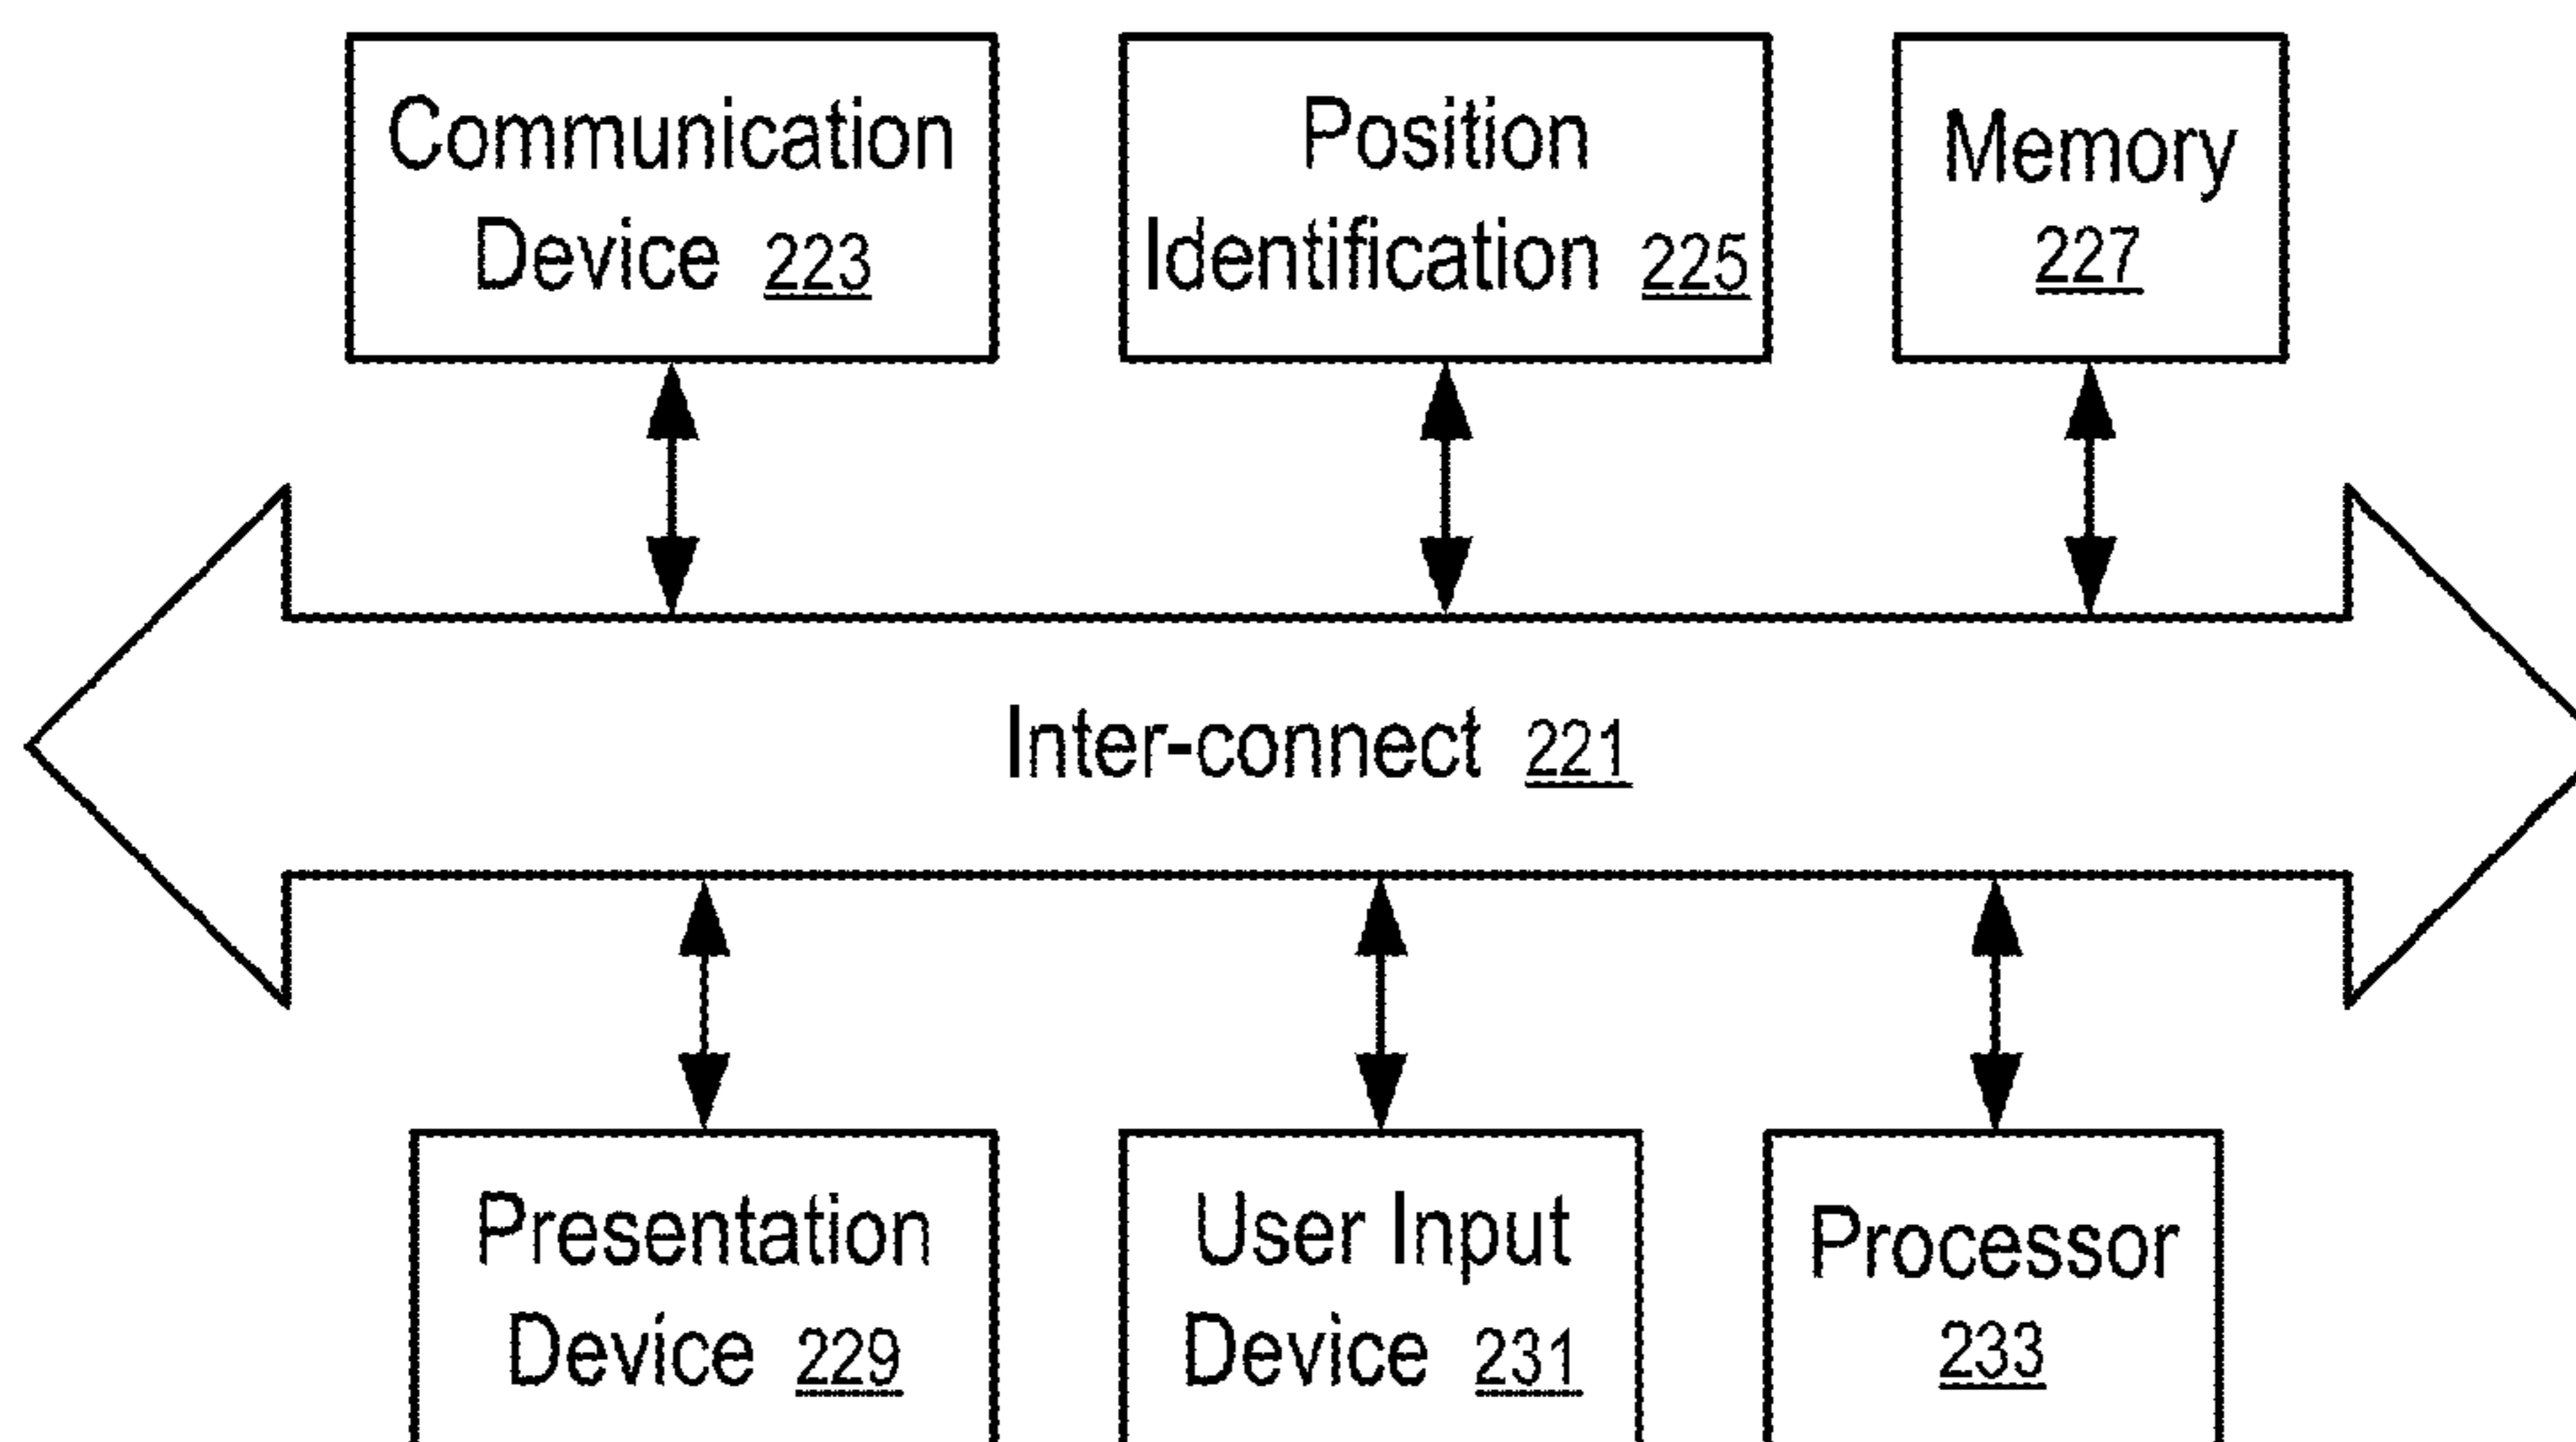 Communication
Device 223
Position
Identification 225
Memory
227
Inter-connect 221
Presentation
Device 229
User Input
Device 231
Processor
233